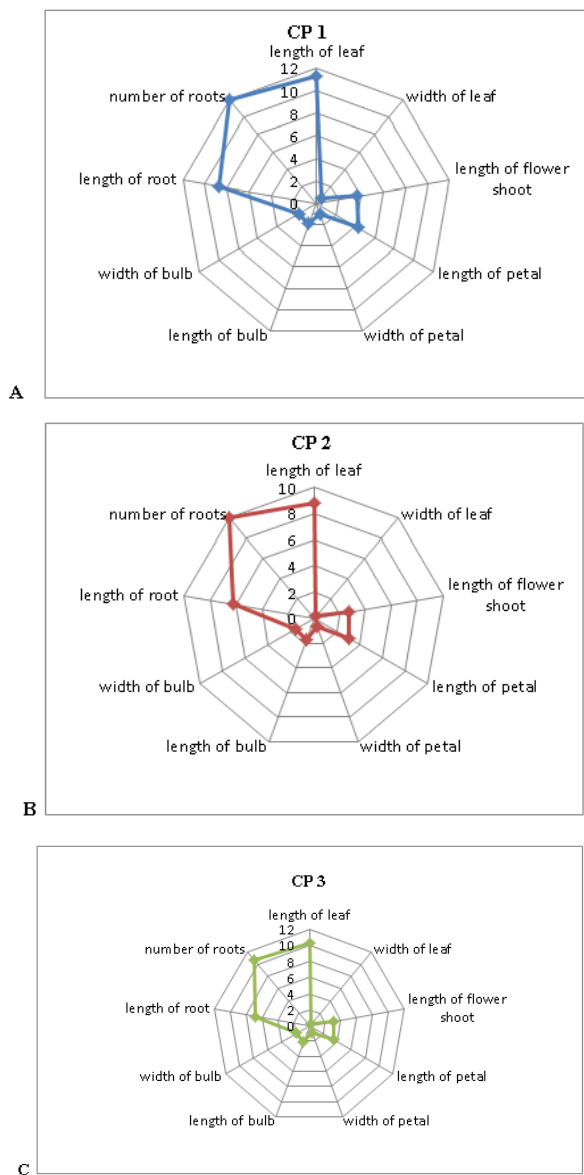 CP 1
length of leaf
12
number of roots
10
width of leaf
8
6
length of root
4
length of flower
shoot
2
0
width of bulb
length of petal
length of bulb
width of petal
A
CP 2
length of leaf
10
number of roots
8
width of leaf
6
4
length of root
2
length of flower
shoot
0
width of bulb
length of petal
length of bulb
width of petal
B
CP 3
length of leaf
12
number of roots
10
width of leaf
8
6
length of root
4
length of flower
shoot
2
0
width of bulb
length of petal
length of bulb
width of petal
C